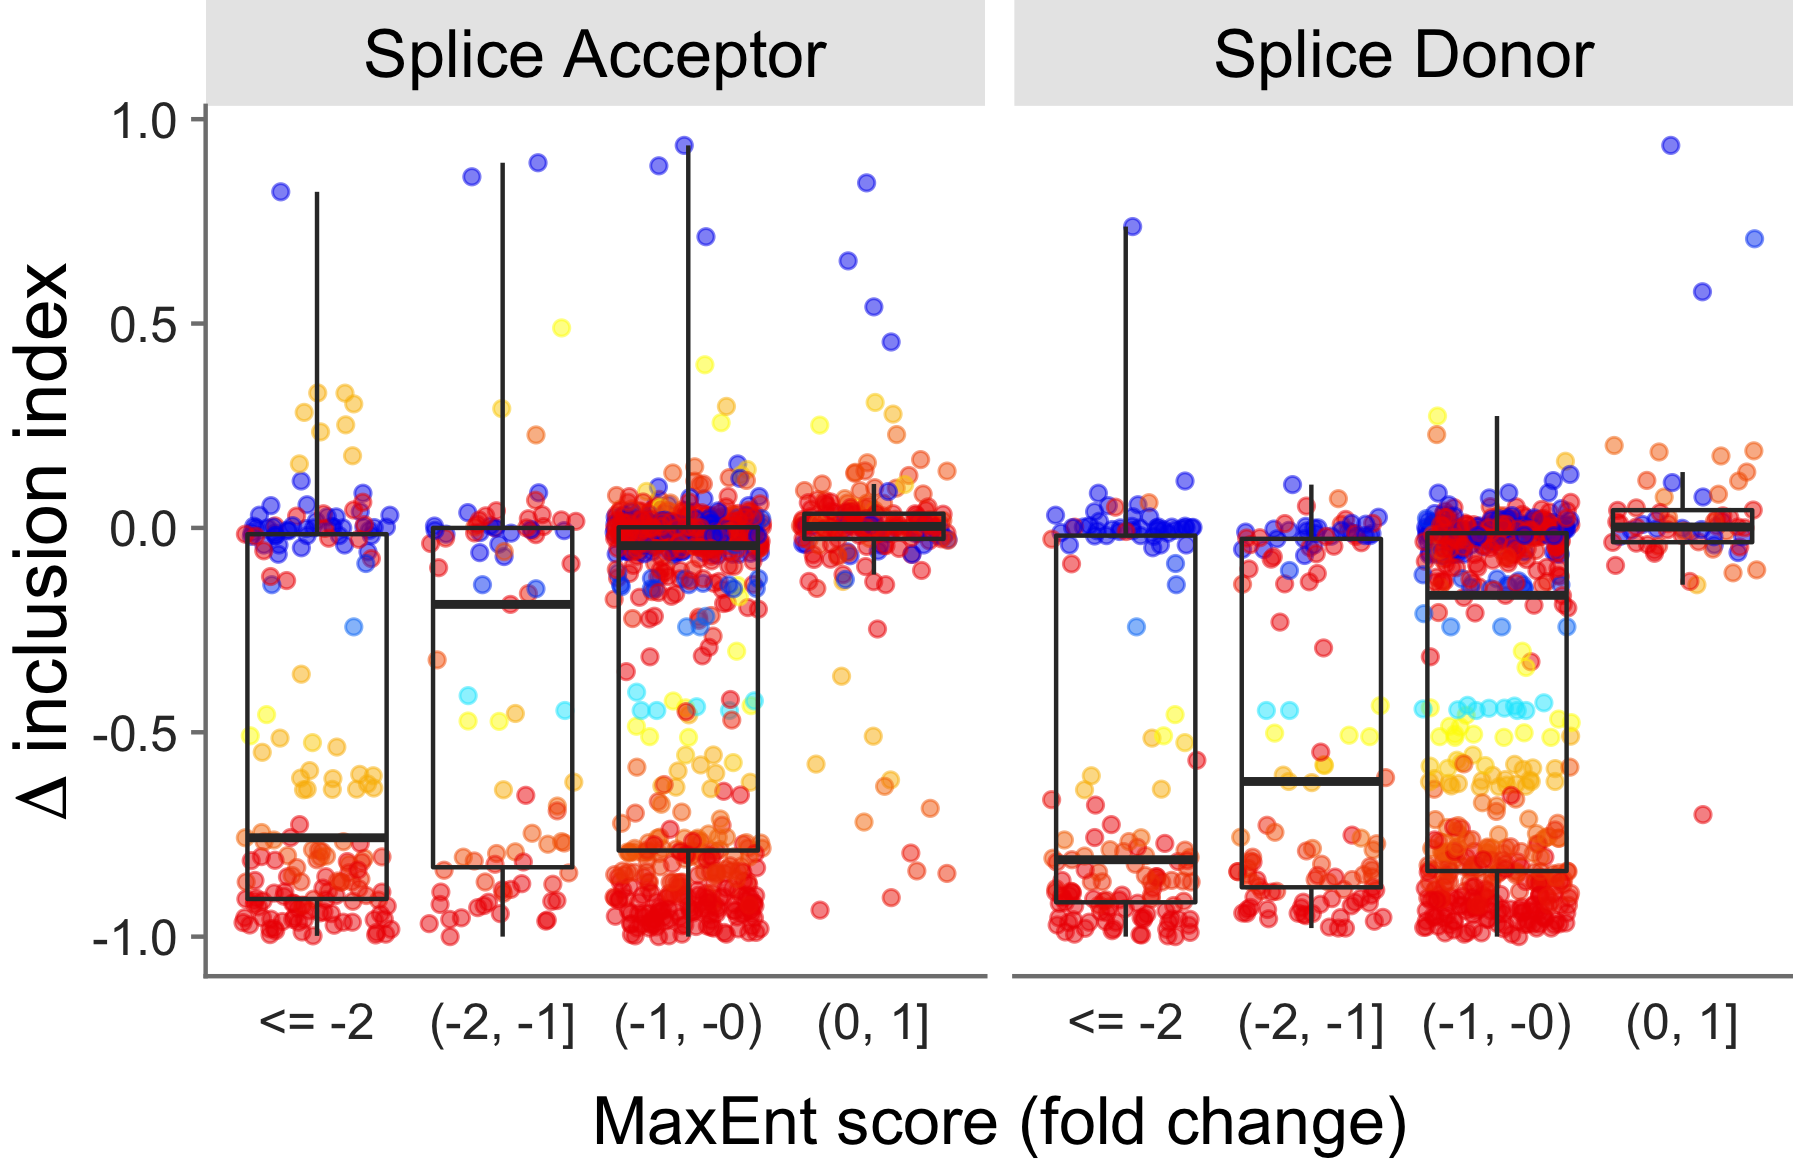 Splice Acceptor
Splice Donor
Δ inclusion index
1.0
0.5
0.0
-0.5
-1.0
<= -2 (-2, -1] (-1, -0) (0, 1]
<= -2 (-2, -1] (-1, -0) (0, 1]
MaxEnt score (fold change)